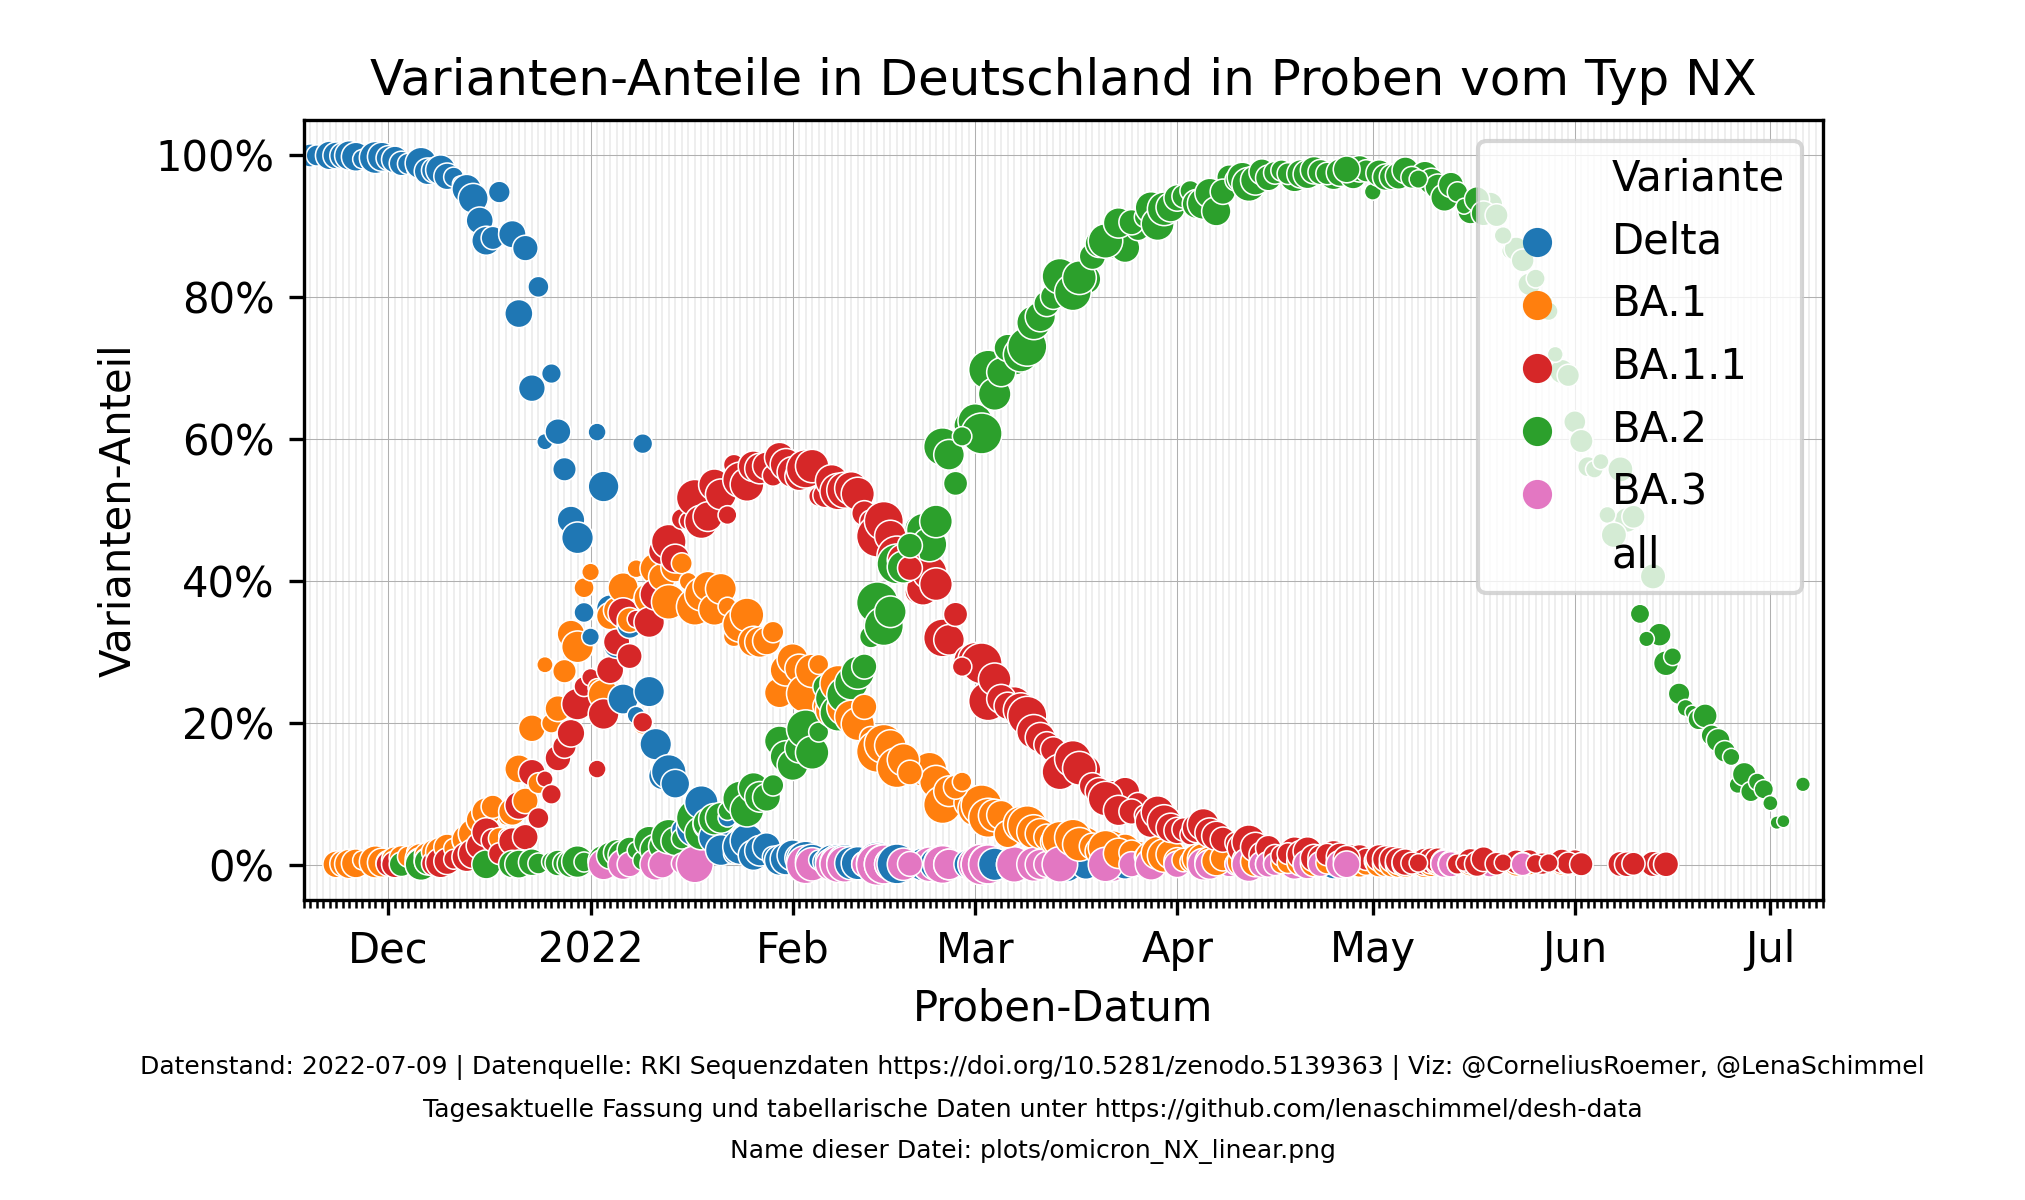 Varianten-Anteile in Deutschland in Proben vom Typ NX
100%
80%
60%
40%
20%
0%
Varianten-Anteil
Variante
Delta
BA.1
BA.1.1
BA.2
BA.3
all
Dec 2022 Feb Mar Apr May Jun Jul
Proben-Datum
Datenstand: 2022-07-09 | Datenquelle: RKI Sequenzdaten https://doi.org/10.5281/zenodo.5139363 | Viz: @CorneliusRoemer, @LenaSchimmel
Tagesaktuelle Fassung und tabellarische Daten unter https://github.com/lenaschimmel/desh-data
Name dieser Datei: plots/omicron_NX_linear.png